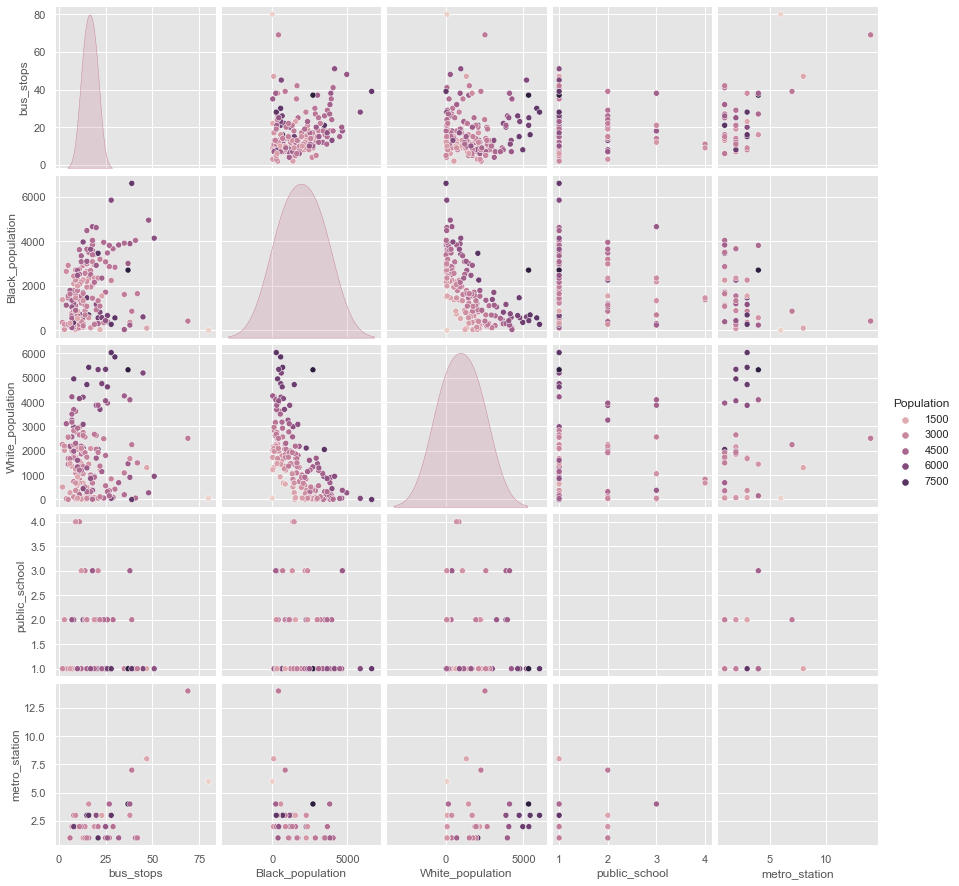 80
60
40
20
0
bus_stops
6000
4000
2000
0
Black_population
6000
5000
4000
3000
2000
1000
0
White_population
Population
1500
3000
4500
6000
7500
4.0
3.5
3.0
2.5
2.0
1.5
1.0
public_school
12.5
10.0
7.5
5.0
2.5
metro_station
0 25 50 75
0 5000
0 5000
1 2 3 4
5 10
bus_stops
Black_population
White_population
public_school
metro_station